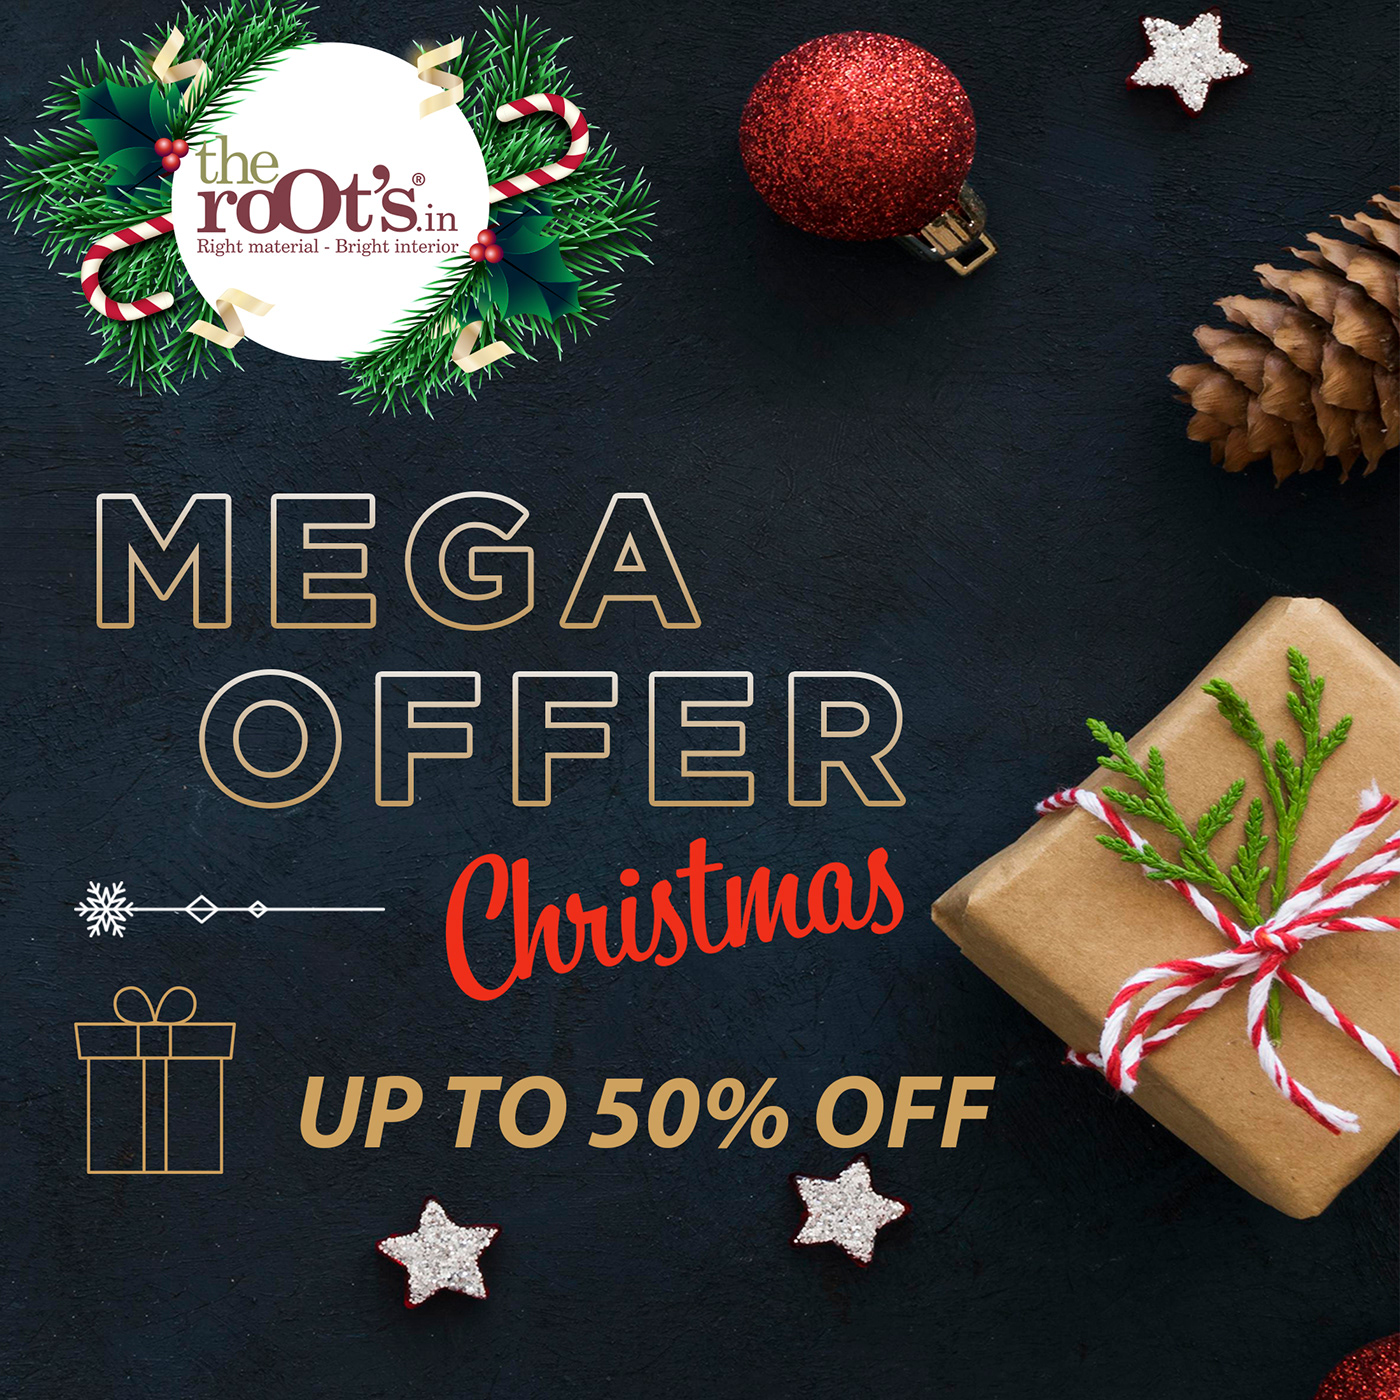 the
roOt's®.in
Right material - Bright interior
MEGA
OFFER
Christmas
UP TO 50% OFF